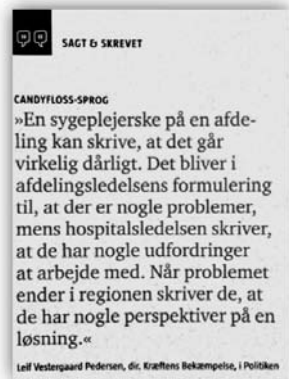 SAGT & SKREVET
CANDYFLOSS-SPROG
»En sygeplejerske på en afde-
ling kan skrive, at det går
virkelig dårligt. Det bliver i
afdelingsledelsens formulering
til, at der er nogle problemer,
mens hospitalsledelsen skriver,
at de har nogle udfordringer
at arbejde med. Når problemet
ender i regionen skriver de, at
de har nogle perspektiver på en
løsning.«
Leif Vestergaard Pedersen, dir. Kræftens Bekæmpelse, i Politiken